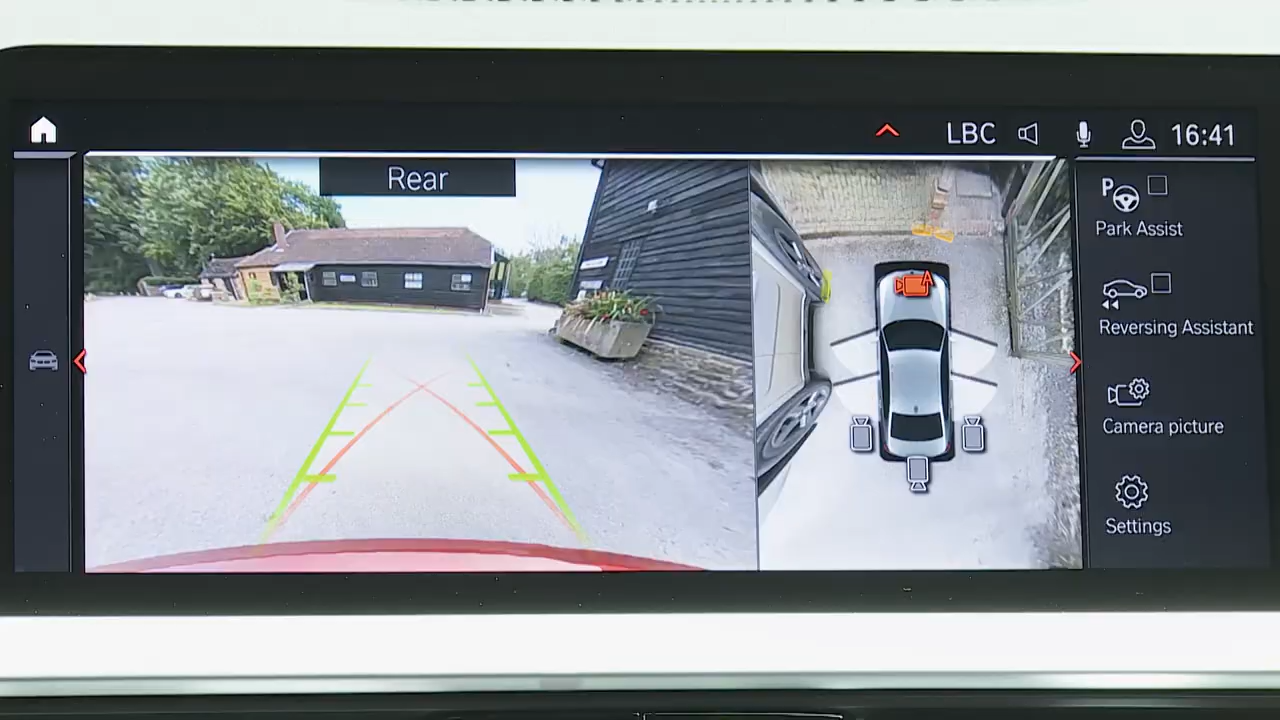 LBC
16:41
Rear
P
Park Assist
Reversing Assistant
Camera picture
Settings